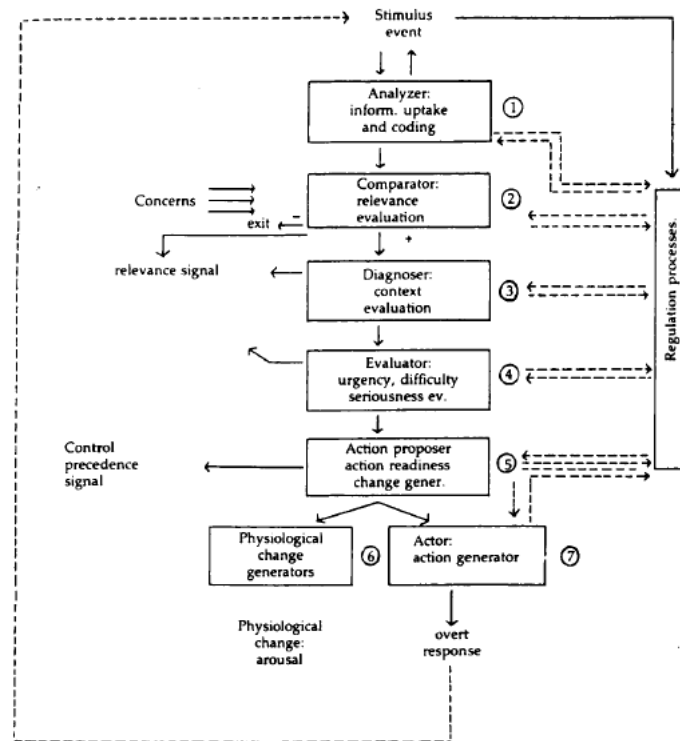 Stimulus
event
Analyzer:
inform. uptake
and coding
1
Concerns
Comparator:
relevance
evaluation
2
−
exit
+
relevance signal
Diagnoser:
context
evaluation
3
Regulation processes.
Evaluator:
urgency, difficulty
seriousness ev.
4
Control
precedence
signal
Action proposer
action readiness
change gener.
5
Physiological
change
generators
6
Actor:
action generator
7
Physiological
change:
arousal
overt
response